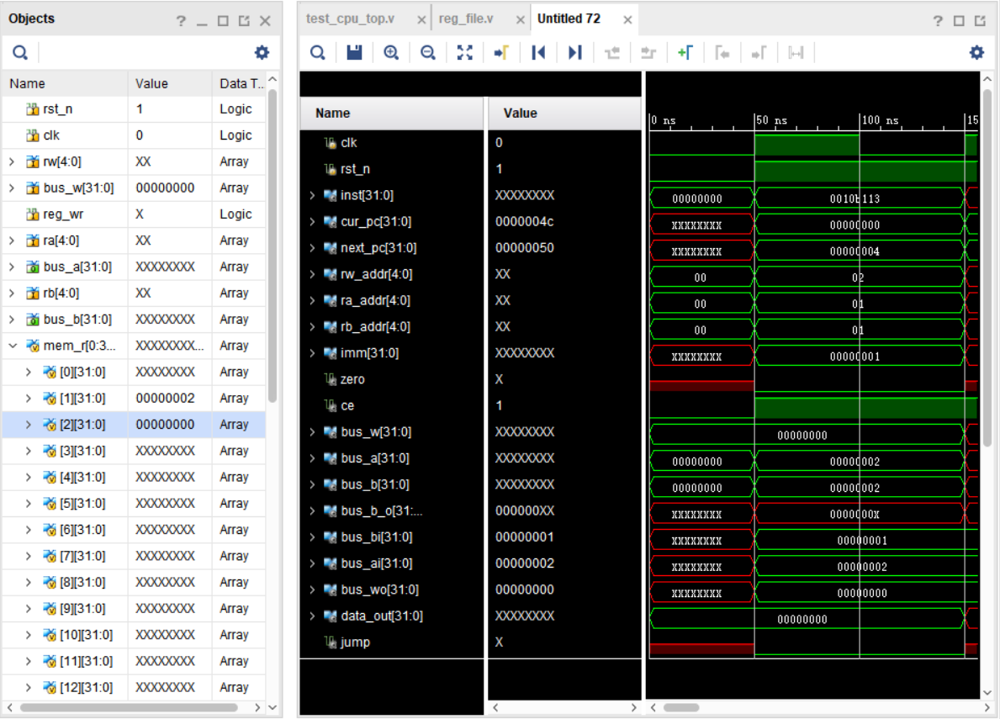 Objects
Name Value Data T...
rst_n 1 Logic
clk 0 Logic
rw[4:0] XX Array
bus_w[31:0] 00000000 Array
reg_wr X Logic
ra[4:0] XX Array
bus_a[31:0] XXXXXXXX Array
rb[4:0] XX Array
bus_b[31:0] XXXXXXXX Array
mem_r[0:3... XXXXXXXX... Array
[0][31:0] XXXXXXXX Array
[1][31:0] 00000002 Array
[2][31:0] 00000000 Array
[3][31:0] XXXXXXXX Array
[4][31:0] XXXXXXXX Array
[5][31:0] XXXXXXXX Array
[6][31:0] XXXXXXXX Array
[7][31:0] XXXXXXXX Array
[8][31:0] XXXXXXXX Array
[9][31:0] XXXXXXXX Array
[10][31:0] XXXXXXXX Array
[11][31:0] XXXXXXXX Array
[12][31:0] XXXXXXXX Array
test_cpu_top.v reg_file.v Untitled 72
Name Value
0 ns 50 ns 100 ns 15
clk 0
rst_n 1
inst[31:0] XXXXXXXX 00000000
cur_pc[31:0] 0000004c XXXXXXXX 00000000
next_pc[31:0] 00000050 XXXXXXXX 00000004
rw_addr[4:0] XX 00 02
ra_addr[4:0] XX 00 01
rb_addr[4:0] XX 00 01
imm[31:0] XXXXXXXX XXXXXXXX 00000001
zero X
ce 1
bus_w[31:0] XXXXXXXX 00000000
bus_a[31:0] XXXXXXXX 00000000 00000002
bus_b[31:0] XXXXXXXX 00000000 00000002
bus_b_o[31:... 000000XX XXXXXXXX 0000000X
bus_bi[31:0] 00000001 XXXXXXXX 00000001
bus_ai[31:0] 00000002 XXXXXXXX 00000002
bus_wo[31:0] 00000000 XXXXXXXX 00000000
data_out[31:0] XXXXXXXX 00000000
jump X